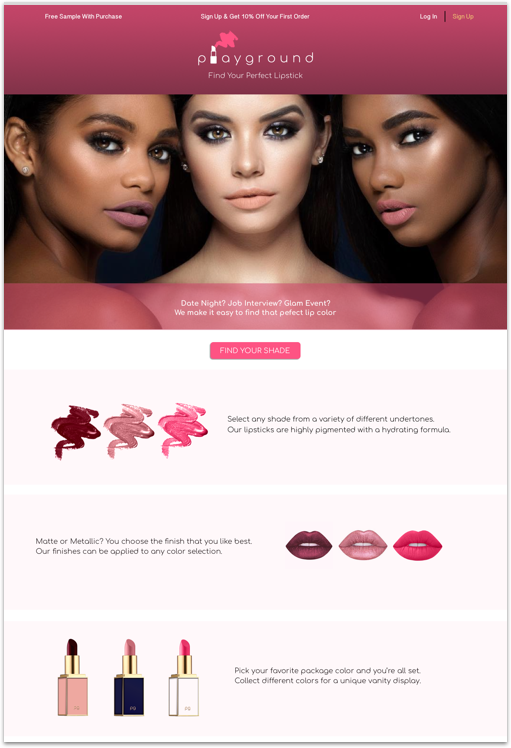 Free Sample With Purchase
Sign Up & Get 10% Off Your First Order
Log In
Sign Up
playground
Find Your Perfect Lipstick
Date Night? Job Interview? Glam Event?
We make it easy to find that pefect lip color
FIND YOUR SHADE
Select any shade from a variety of different undertones.
Our lipsticks are highly pigmented with a hydrating formula.
Matte or Metallic? You choose the finish that you like best.
Our finishes can be applied to any color selection.
Pick your favorite package color and you're all set.
Collect different colors for a unique vanity display.